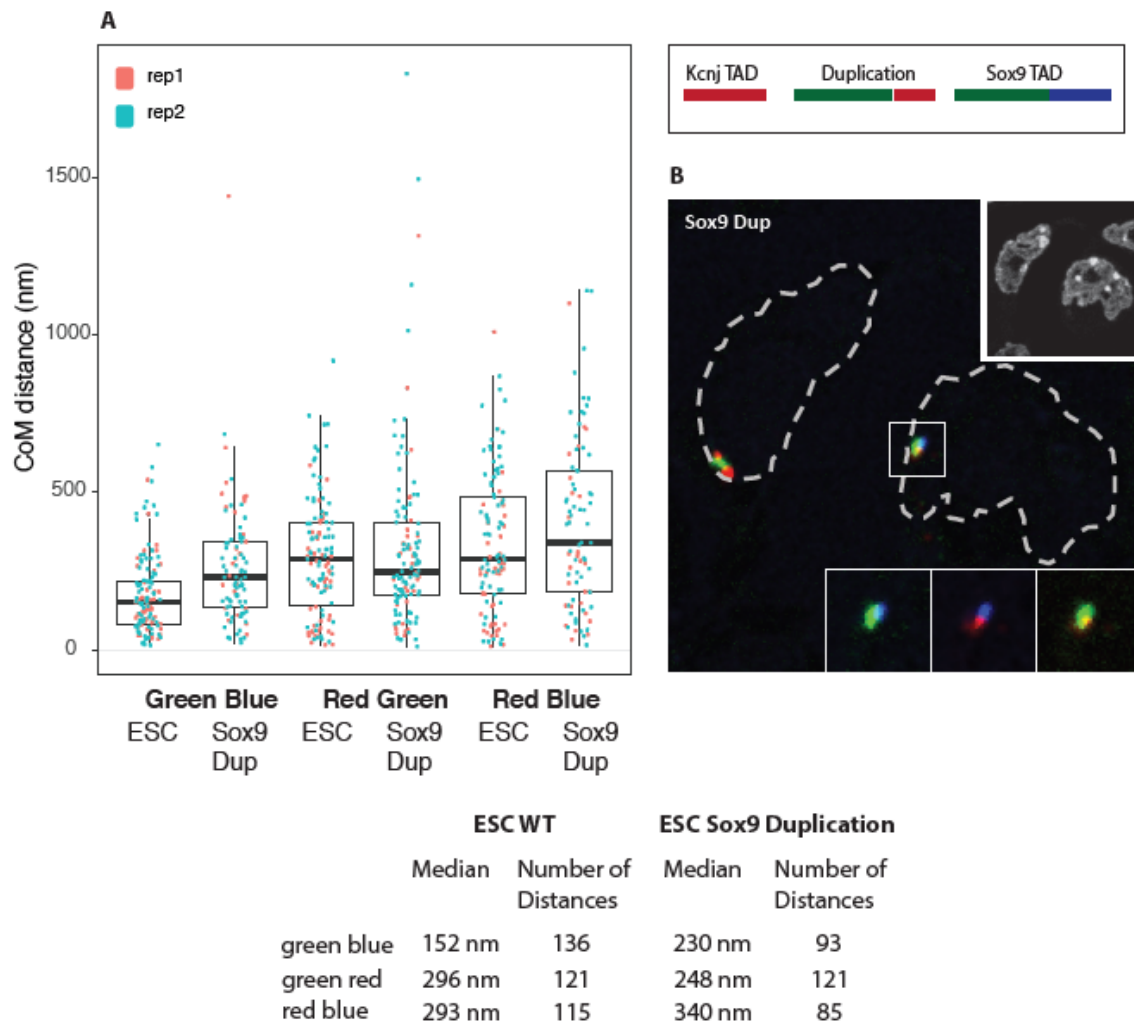 A
rep1
rep2
1500
1000
500
0
CoM distance (nm)
Green Blue Red Green Red Blue
ESC Sox9 Dup ESC Sox9 Dup ESC Sox9 Dup
Kcnj TAD Duplication Sox9 TAD
B
Sox9 Dup
ESC WT ESC Sox9 Duplication
Median Number of Distances Median Number of Distances
green blue 152 nm 136 230 nm 93
green red 296 nm 121 248 nm 121
red blue 293 nm 115 340 nm 85